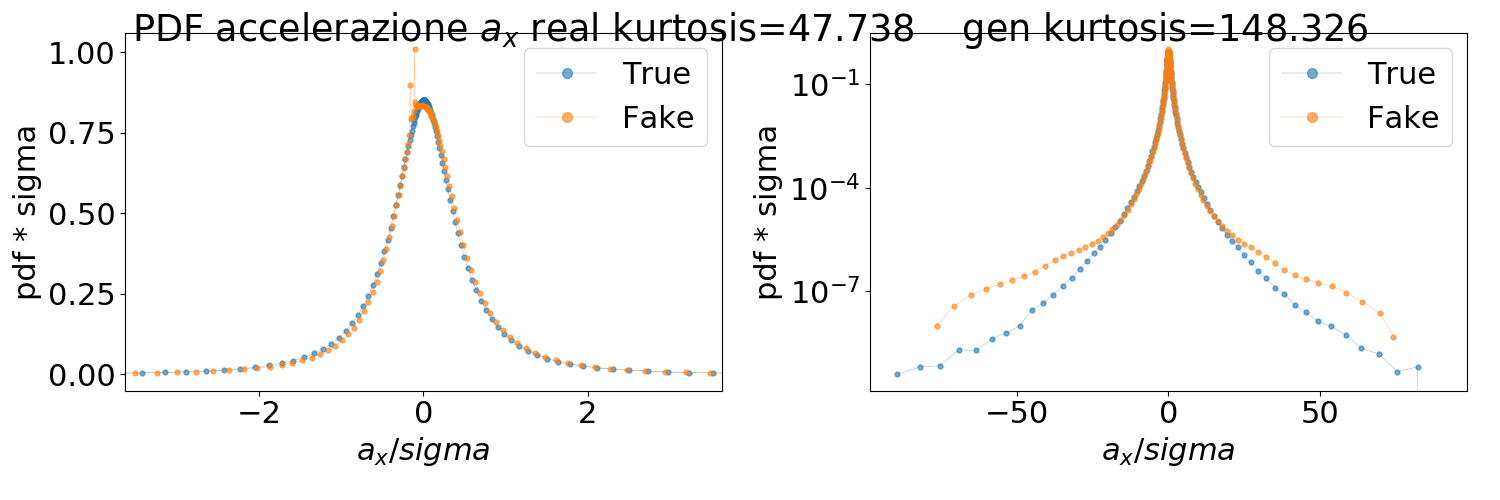 PDF accelerazione a_x real kurtosis=47.738 gen kurtosis=148.326
1.00
0.75
0.50
0.25
0.00
pdf * sigma
−2 0 2
a_x/sigma
True
Fake
10^−1
10^−4
10^−7
pdf * sigma
−50 0 50
a_x/sigma
True
Fake